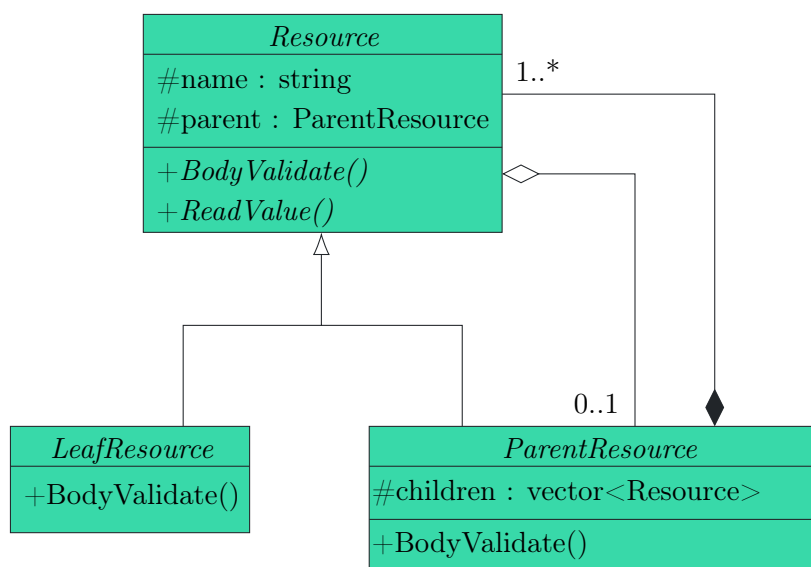 Resource
#name : string
#parent : ParentResource
+BodyValidate()
+ReadValue()
1..*
0..1
LeafResource
+BodyValidate()
ParentResource
#children : vector<Resource>
+BodyValidate()